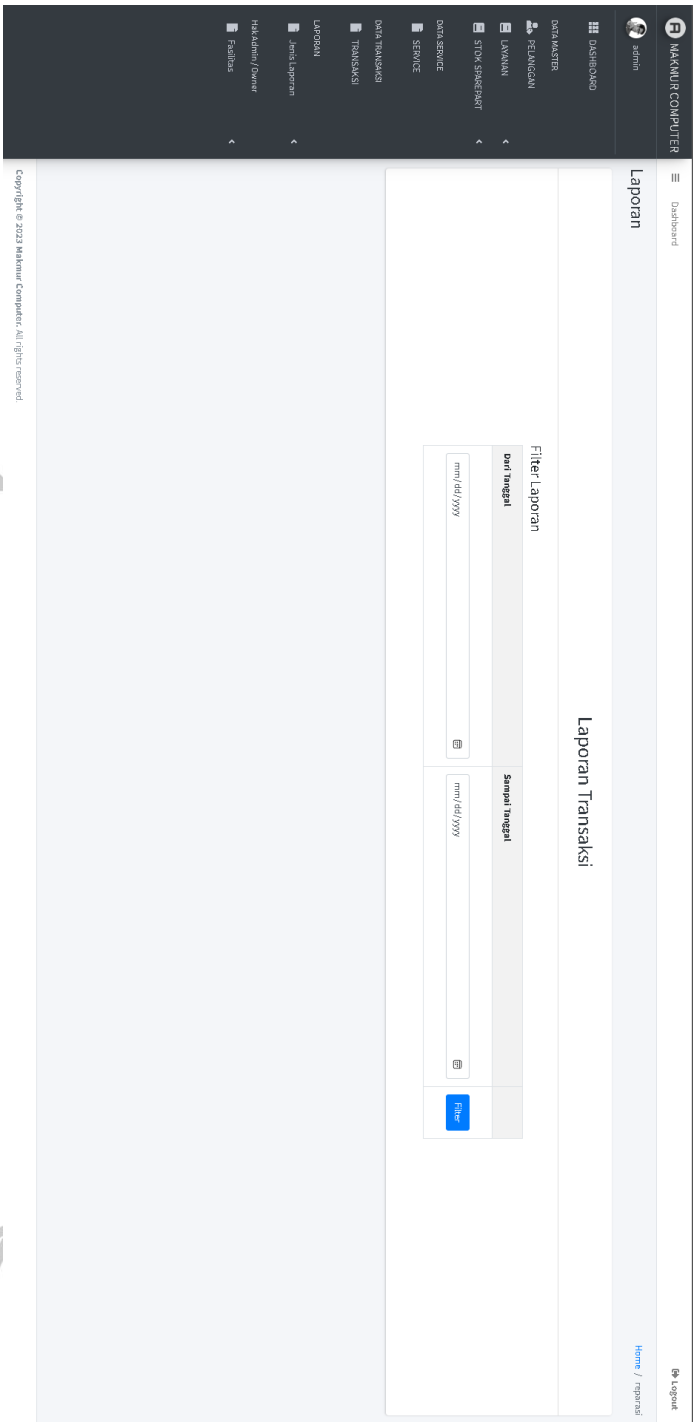 MAKMUR COMPUTER
Dashboard
Logout
admin
DASHBOARD
DATA MASTER
PELANGGAN
LAYANAN
STOK SPAREPART
DATA SERVICE
SERVICE
DATA TRANSAKSI
TRANSAKSI
LAPORAN
Jenis Laporan
Hak Admin / Owner
Fasilitas
Laporan
Home / reparasi
Laporan Transaksi
Filter Laporan
Dari Tanggal
Sampai Tanggal
mm/dd/yyyy
mm/dd/yyyy
Filter
Copyright © 2023 Makmur Computer. All rights reserved.